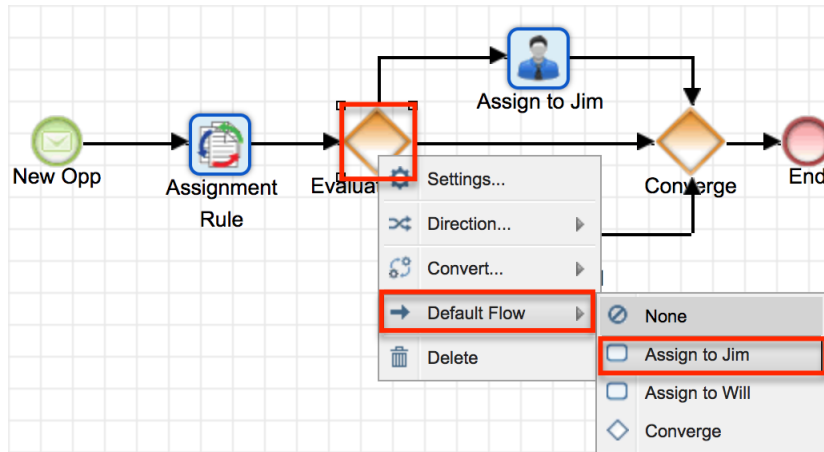 Assign to Jim
New Opp
Assignment
Rule
Converge
End
Settings...
Direction...
Convert...
Default Flow
Delete
None
Assign to Jim
Assign to Will
Converge